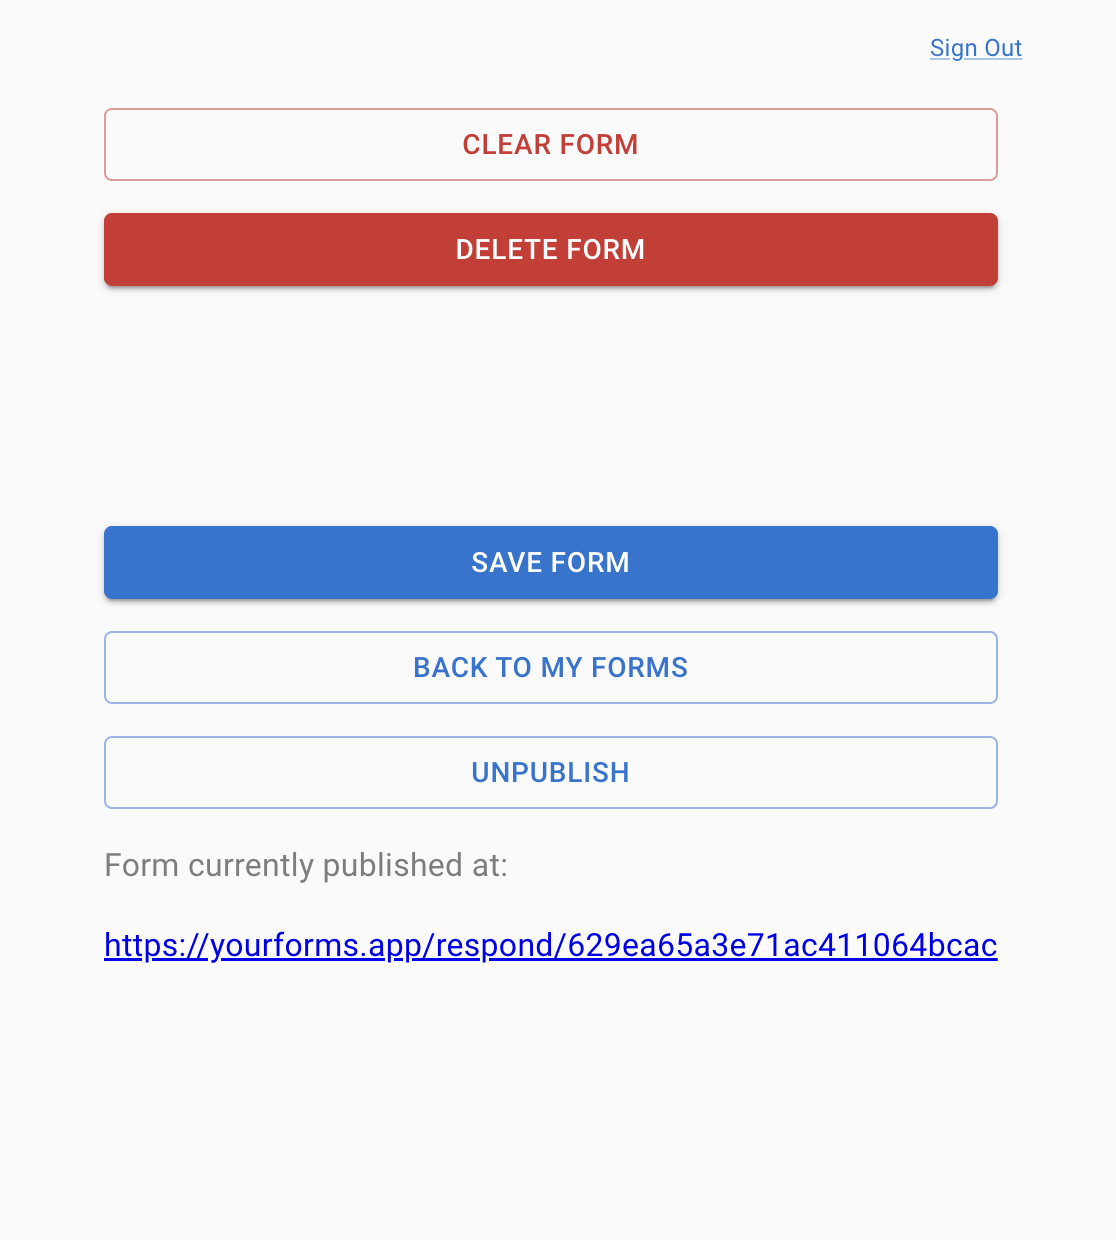 Sign Out
CLEAR FORM
DELETE FORM
SAVE FORM
BACK TO MY FORMS
UNPUBLISH
Form currently published at:
https://yourforms.app/respond/629ea65a3e71ac411064bcac